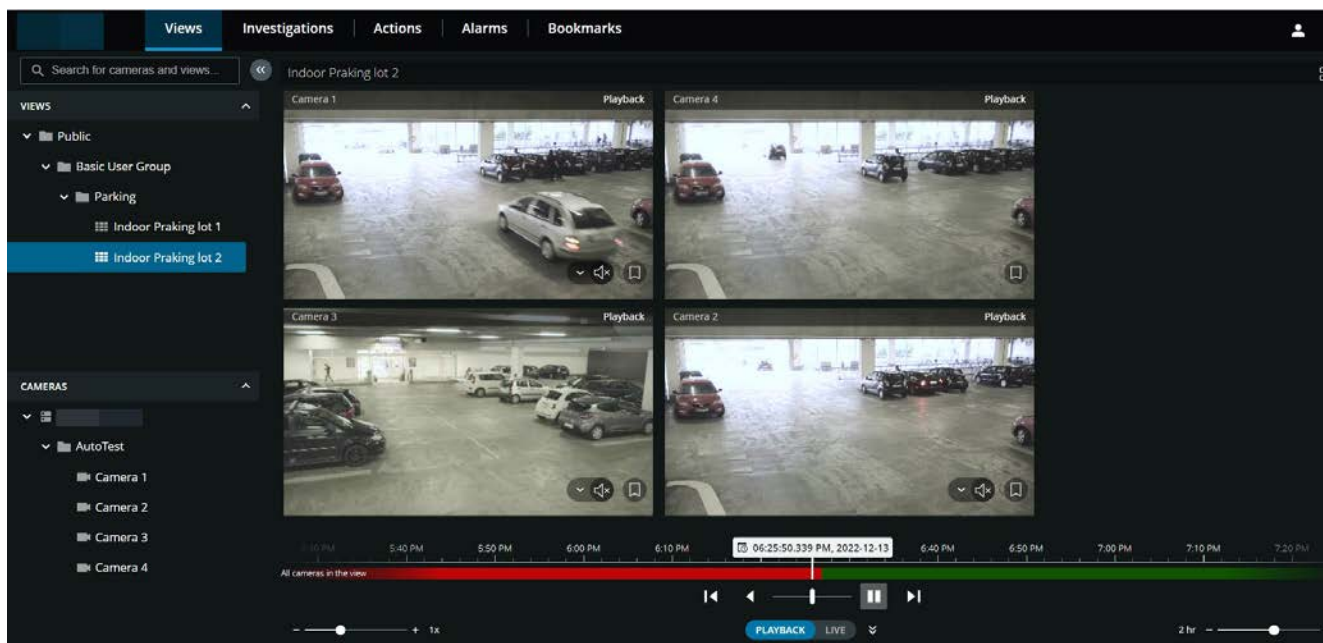 Views Investigations Actions Alarms Bookmarks
Search for cameras and views...
Indoor Praking lot 2
VIEWS
Public
Basic User Group
Parking
Indoor Praking lot 1
Indoor Praking lot 2
CAMERAS
AutoTest
Camera 1
Camera 2
Camera 3
Camera 4
Camera 1 Playback
Camera 4 Playback
Camera 3 Playback
Camera 2 Playback
5:40 PM 5:50 PM 6:00 PM 6:10 PM 06:25:50.339 PM, 2022-12-13 6:40 PM 6:50 PM 7:00 PM 7:10 PM 7:20 PM
All cameras in the view
- + 1x
PLAYBACK LIVE
2 hr -